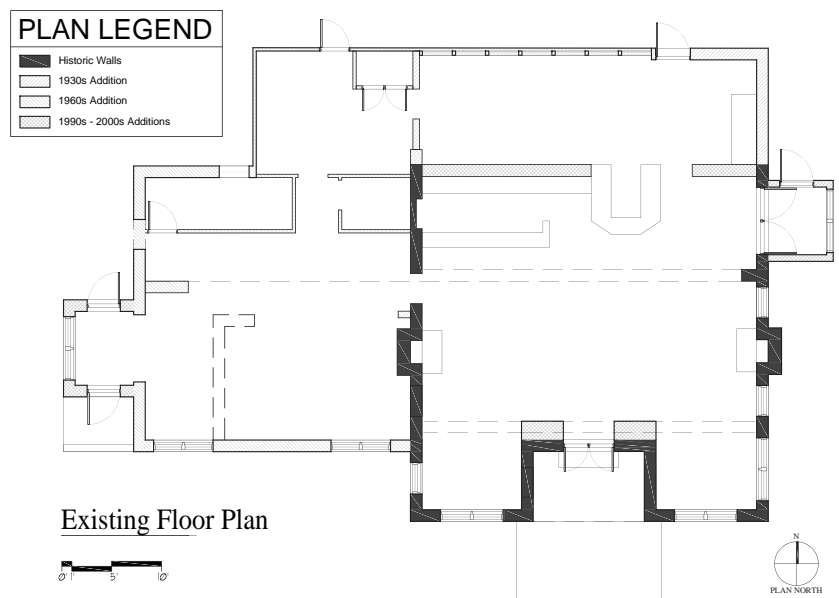 PLAN LEGEND
Historic Walls
1930s Addition
1960s Addition
1990s - 2000s Additions
Existing Floor Plan
0' 5' 10'
N
PLAN NORTH